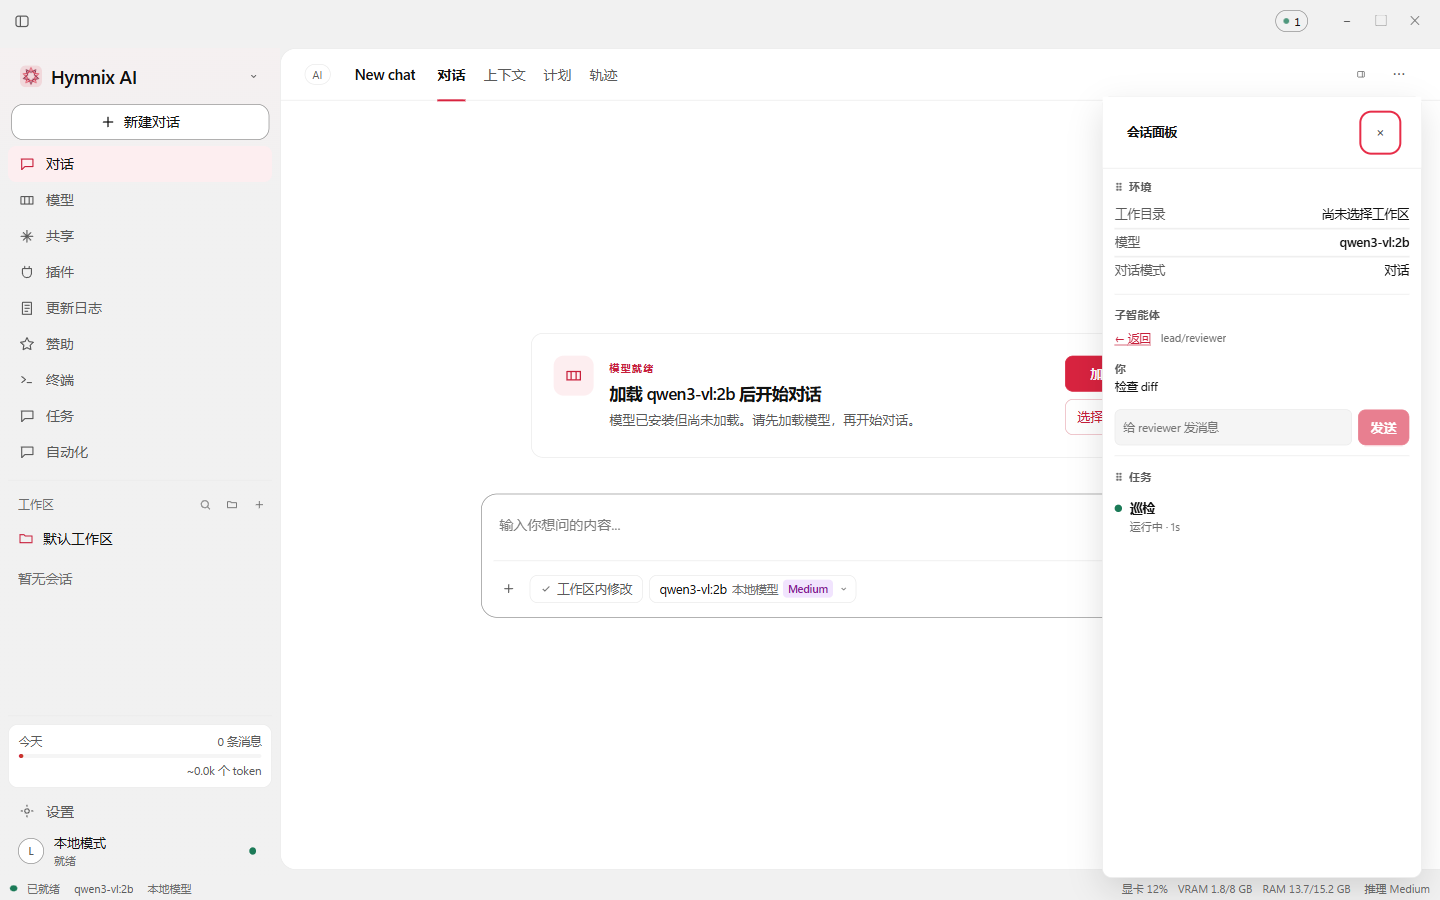 1
Hymnix AI
新建对话
对话
模型
共享
插件
更新日志
赞助
终端
任务
自动化
工作区
默认工作区
暂无会话
今天 0 条消息
~0.0k 个 token
设置
L 本地模式
就绪
AI New chat 对话 上下文 计划 轨迹
模型就绪
加载 qwen3-vl:2b 后开始对话
模型已安装但尚未加载。请先加载模型，再开始对话。
加
选择
输入你想问的内容...
工作区内修改 qwen3-vl:2b 本地模型 Medium
会话面板
环境
工作目录 尚未选择工作区
模型 qwen3-vl:2b
对话模式 对话
子智能体
← 返回 lead/reviewer
你
检查 diff
给 reviewer 发消息 发送
任务
巡检
运行中 · 1s
已就绪 qwen3-vl:2b 本地模型 显卡 12% VRAM 1.8/8 GB RAM 13.7/15.2 GB 推理 Medium